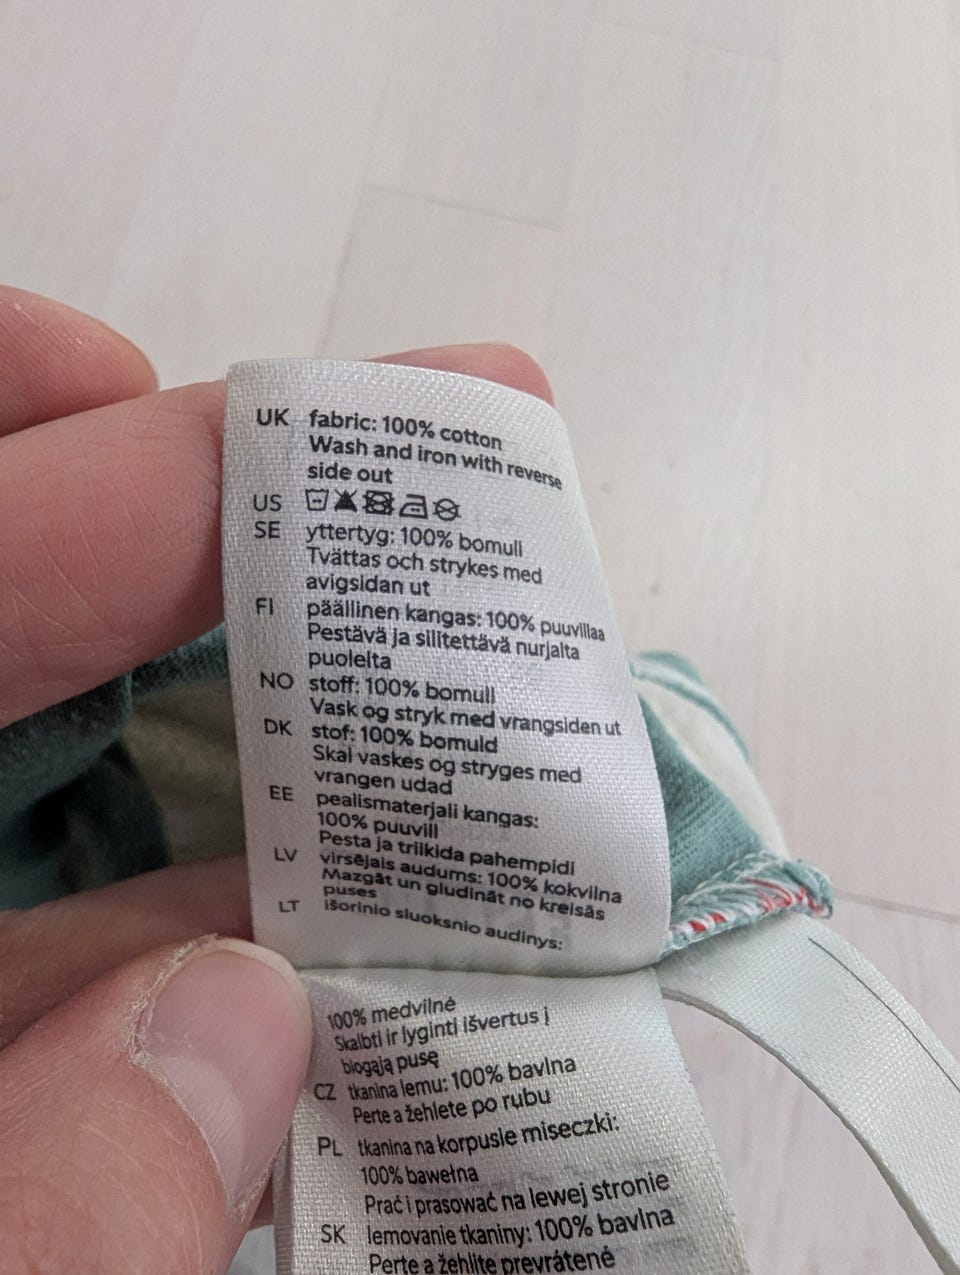 UK fabric: 100% cotton
Wash and iron with reverse
side out
US
SE yttertyg: 100% bomull
Tvättas och strykes med
avigsidan ut
FI päällinen kangas: 100% puuvillaa
Pestävä ja silitettävä nurjalta
puolelta
NO stoff: 100% bomull
Vask og stryk med vrangsiden ut
DK stof: 100% bomuld
Skal vaskes og stryges med
vrangen udad
EE pealismaterjali kangas:
100% puuvill
Pesta ja triikida pahempidi
LV virsējais audums: 100% kokvilna
Mazgāt un gludināt no kreisās
puses
LT išorinio sluoksnio audinys:
100% medvilnė
Skalbti ir lyginti išvertus į
blogają pusę
CZ tkanina lemu: 100% bavlna
Perte a žehlete po rubu
PL tkanina na korpusie miseczki:
100% bawełna
Prać i prasować na lewej stronie
SK lemovanie tkaniny: 100% bavlna
Perte a žehlite prevrátené